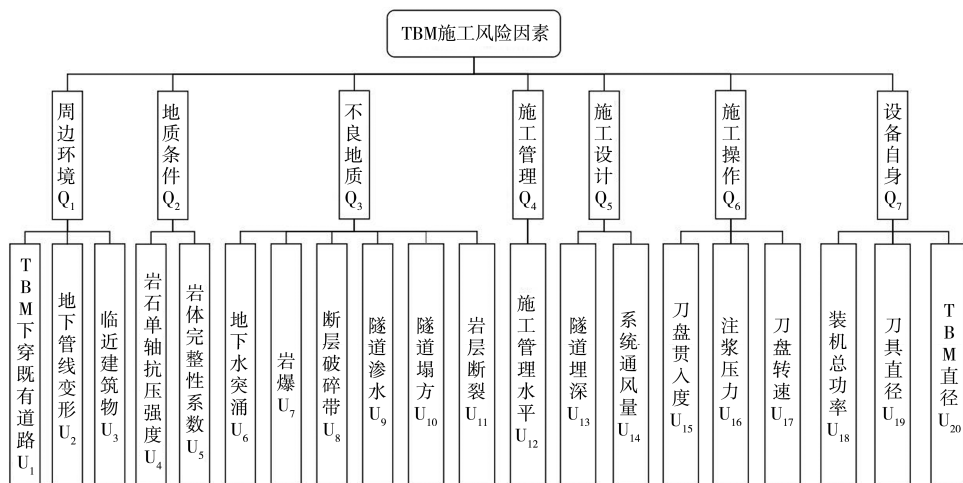 TBM施工风险因素
周边环境Q₁
地质条件Q₂
不良地质Q₃
施工管理Q₄
施工设计Q₅
施工操作Q₆
设备自身Q₇
TBM下穿既有道路U₁
地下管线变形U₂
临近建筑物U₃
岩石单轴抗压强度U₄
岩体完整性系数U₅
地下水突涌U₆
岩爆U₇
断层破碎带U₈
隧道渗水U₉
隧道塌方U₁₀
岩层断裂U₁₁
施工管理水平U₁₂
隧道埋深U₁₃
系统通风量U₁₄
刀盘贯入度U₁₅
注浆压力U₁₆
刀盘转速U₁₇
装机总功率U₁₈
刀具直径U₁₉
TBM直径U₂₀